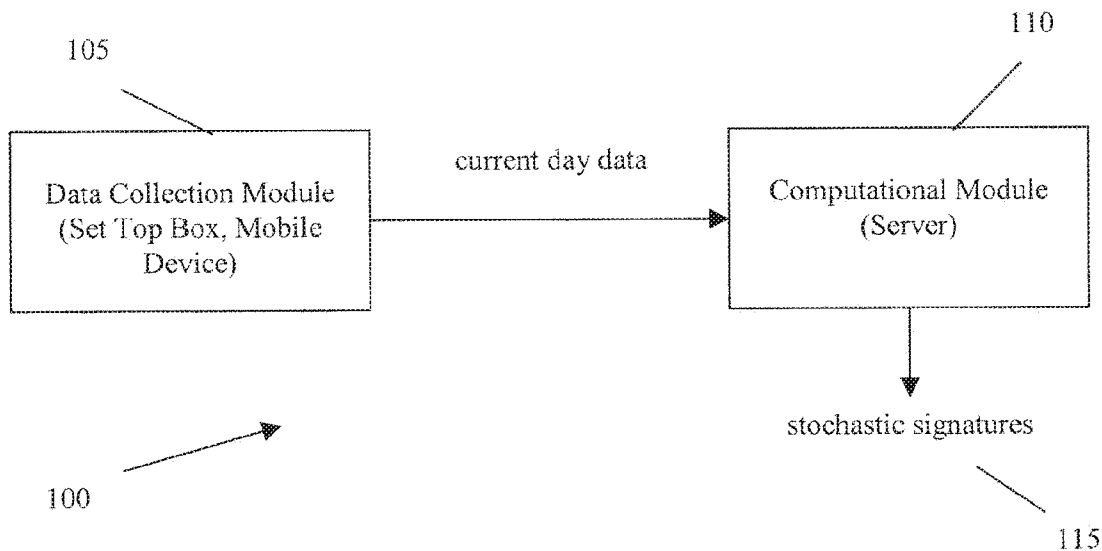 105
110
Data Collection Module
(Set Top Box, Mobile
Device)
current day data
Computational Module
(Server)
stochastic signatures
100
115